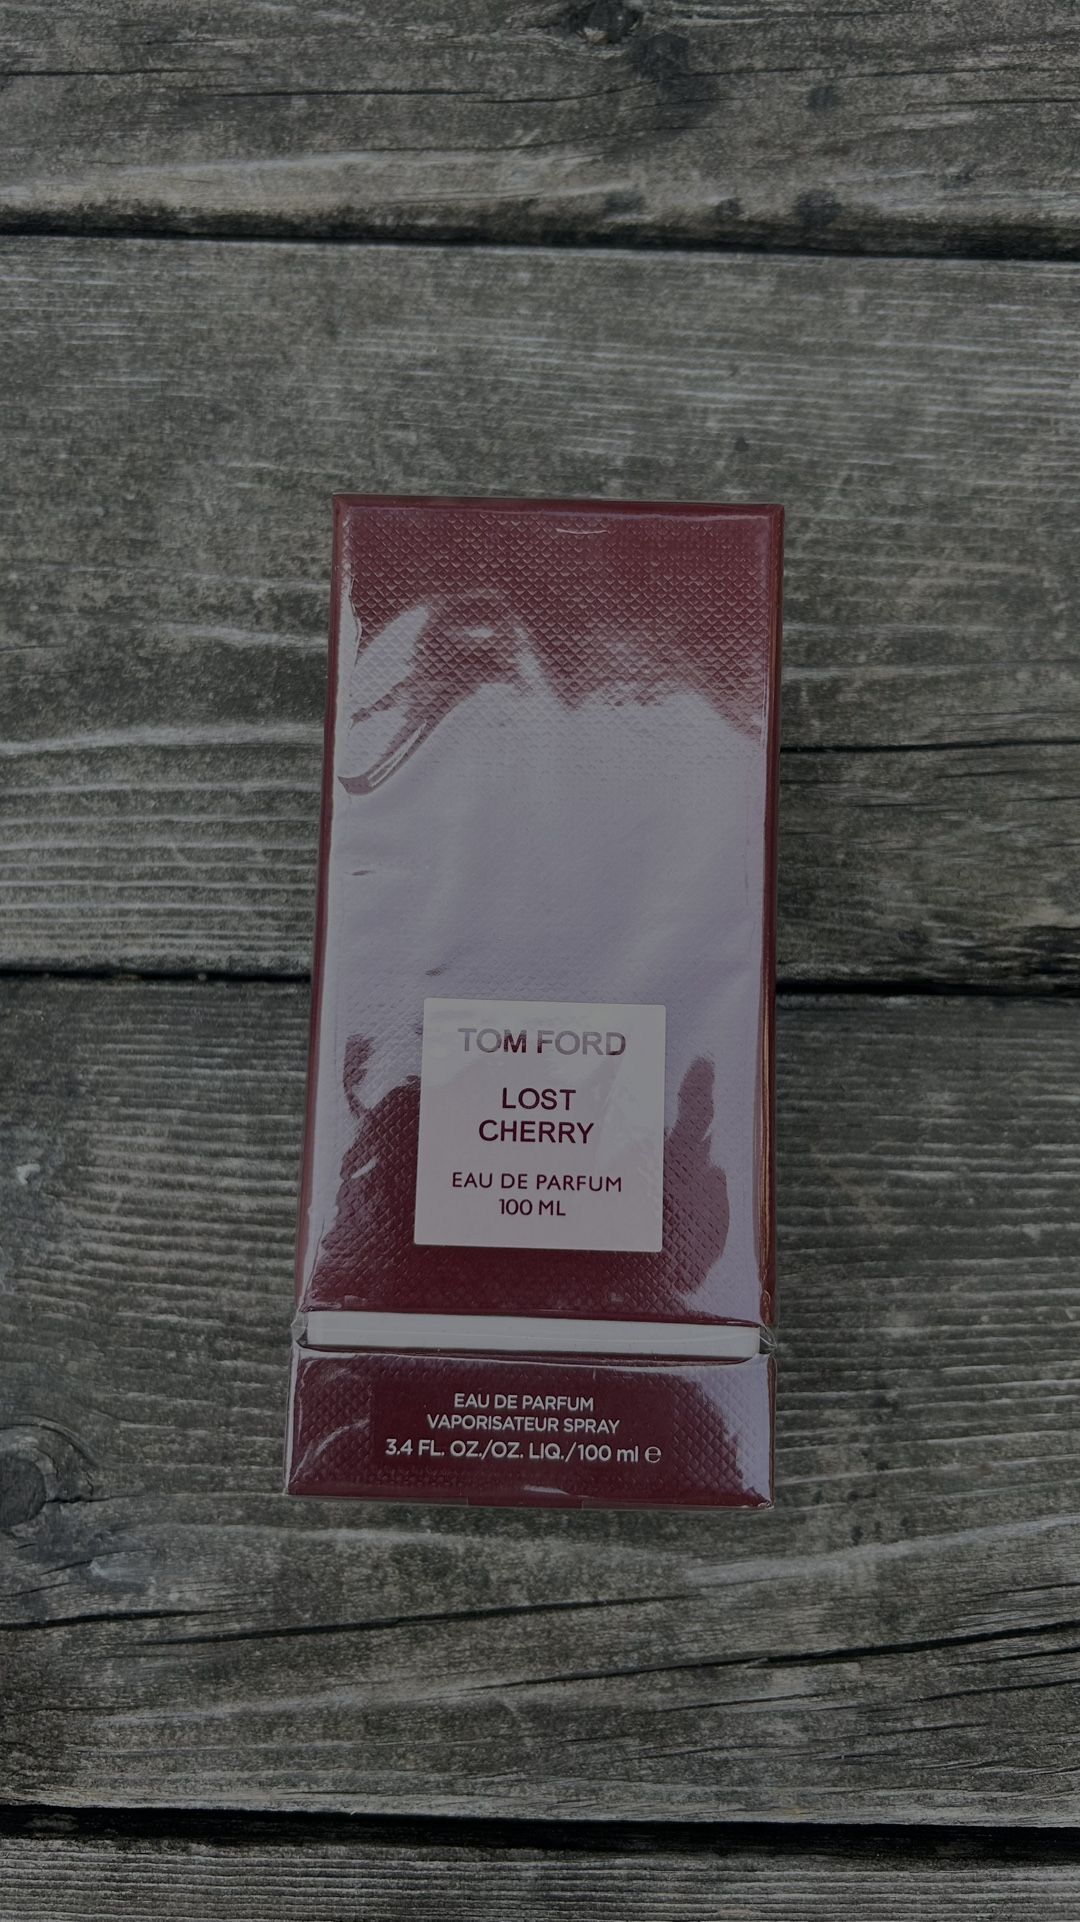 TOM FORD
LOST
CHERRY
EAU DE PARFUM
100 ML
EAU DE PARFUM
VAPORISATEUR SPRAY
3.4 FL. OZ./OZ. LIQ./100 ml ℮